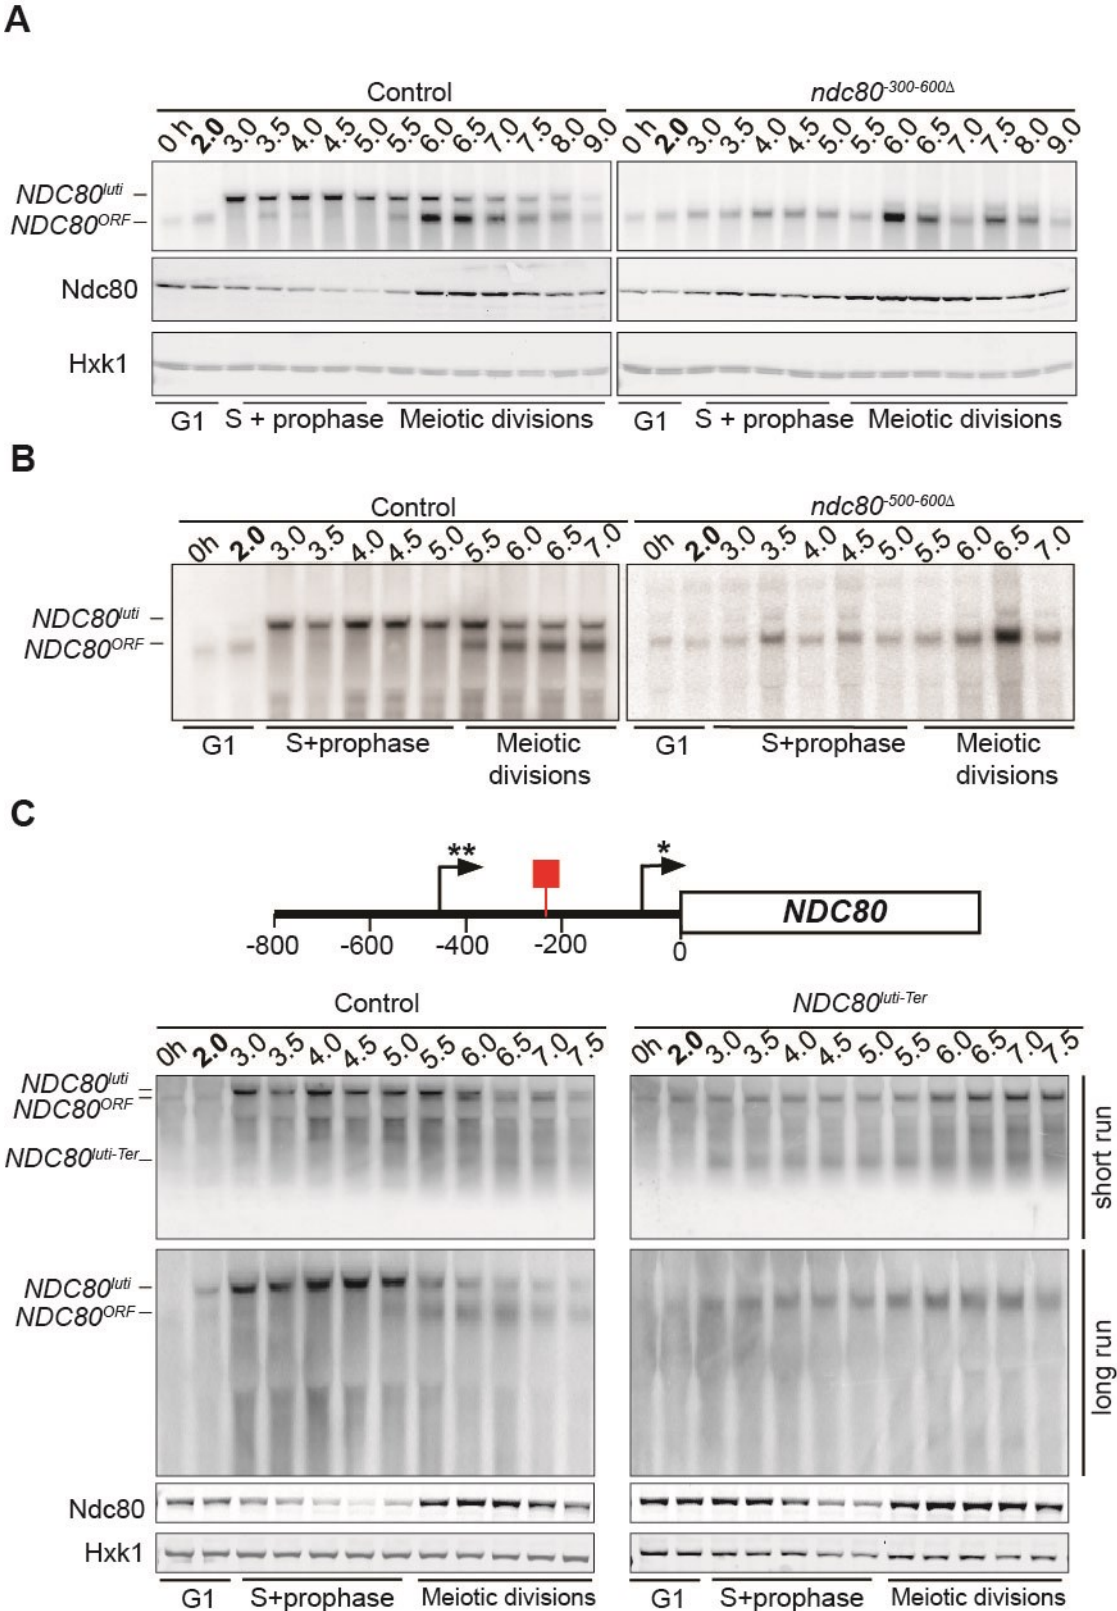 A
Control
ndc80-300-600Δ
0 h 2.0 3.0 3.5 4.0 4.5 5.0 5.5 6.0 6.5 7.0 7.5 8.0 9.0
0 h 2.0 3.0 3.5 4.0 4.5 5.0 5.5 6.0 6.5 7.0 7.5 8.0 9.0
NDC80luti
NDC80ORF
Ndc80
Hxk1
G1 S + prophase Meiotic divisions
G1 S + prophase Meiotic divisions
B
Control
ndc80-500-600Δ
0h 2.0 3.0 3.5 4.0 4.5 5.0 5.5 6.0 6.5 7.0
0h 2.0 3.0 3.5 4.0 4.5 5.0 5.5 6.0 6.5 7.0
NDC80luti
NDC80ORF
G1 S+prophase Meiotic
divisions
G1 S+prophase Meiotic
divisions
C
** *
NDC80
-800 -600 -400 -200 0
Control
NDC80luti-Ter
0h 2.0 3.0 3.5 4.0 4.5 5.0 5.5 6.0 6.5 7.0 7.5
0h 2.0 3.0 3.5 4.0 4.5 5.0 5.5 6.0 6.5 7.0 7.5
NDC80luti
NDC80ORF
NDC80luti-Ter
short run
NDC80luti
NDC80ORF
long run
Ndc80
Hxk1
G1 S+prophase Meiotic divisions
G1 S+prophase Meiotic divisions